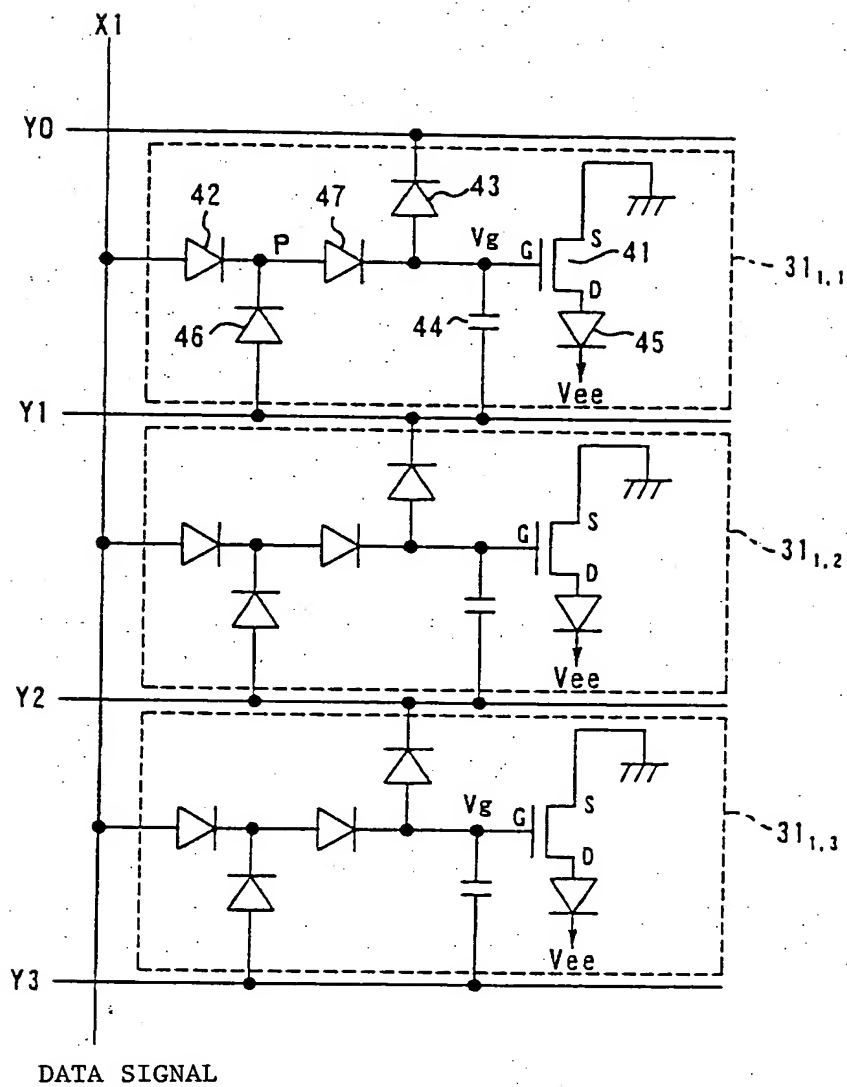 X1
Y0
42
47
43
P
Vg
G
S
41
D
46
44
45
Vee
31₁,₁
Y1
G
S
D
Vee
31₁,₂
Y2
Vg
G
S
D
Vee
31₁,₃
Y3
DATA SIGNAL